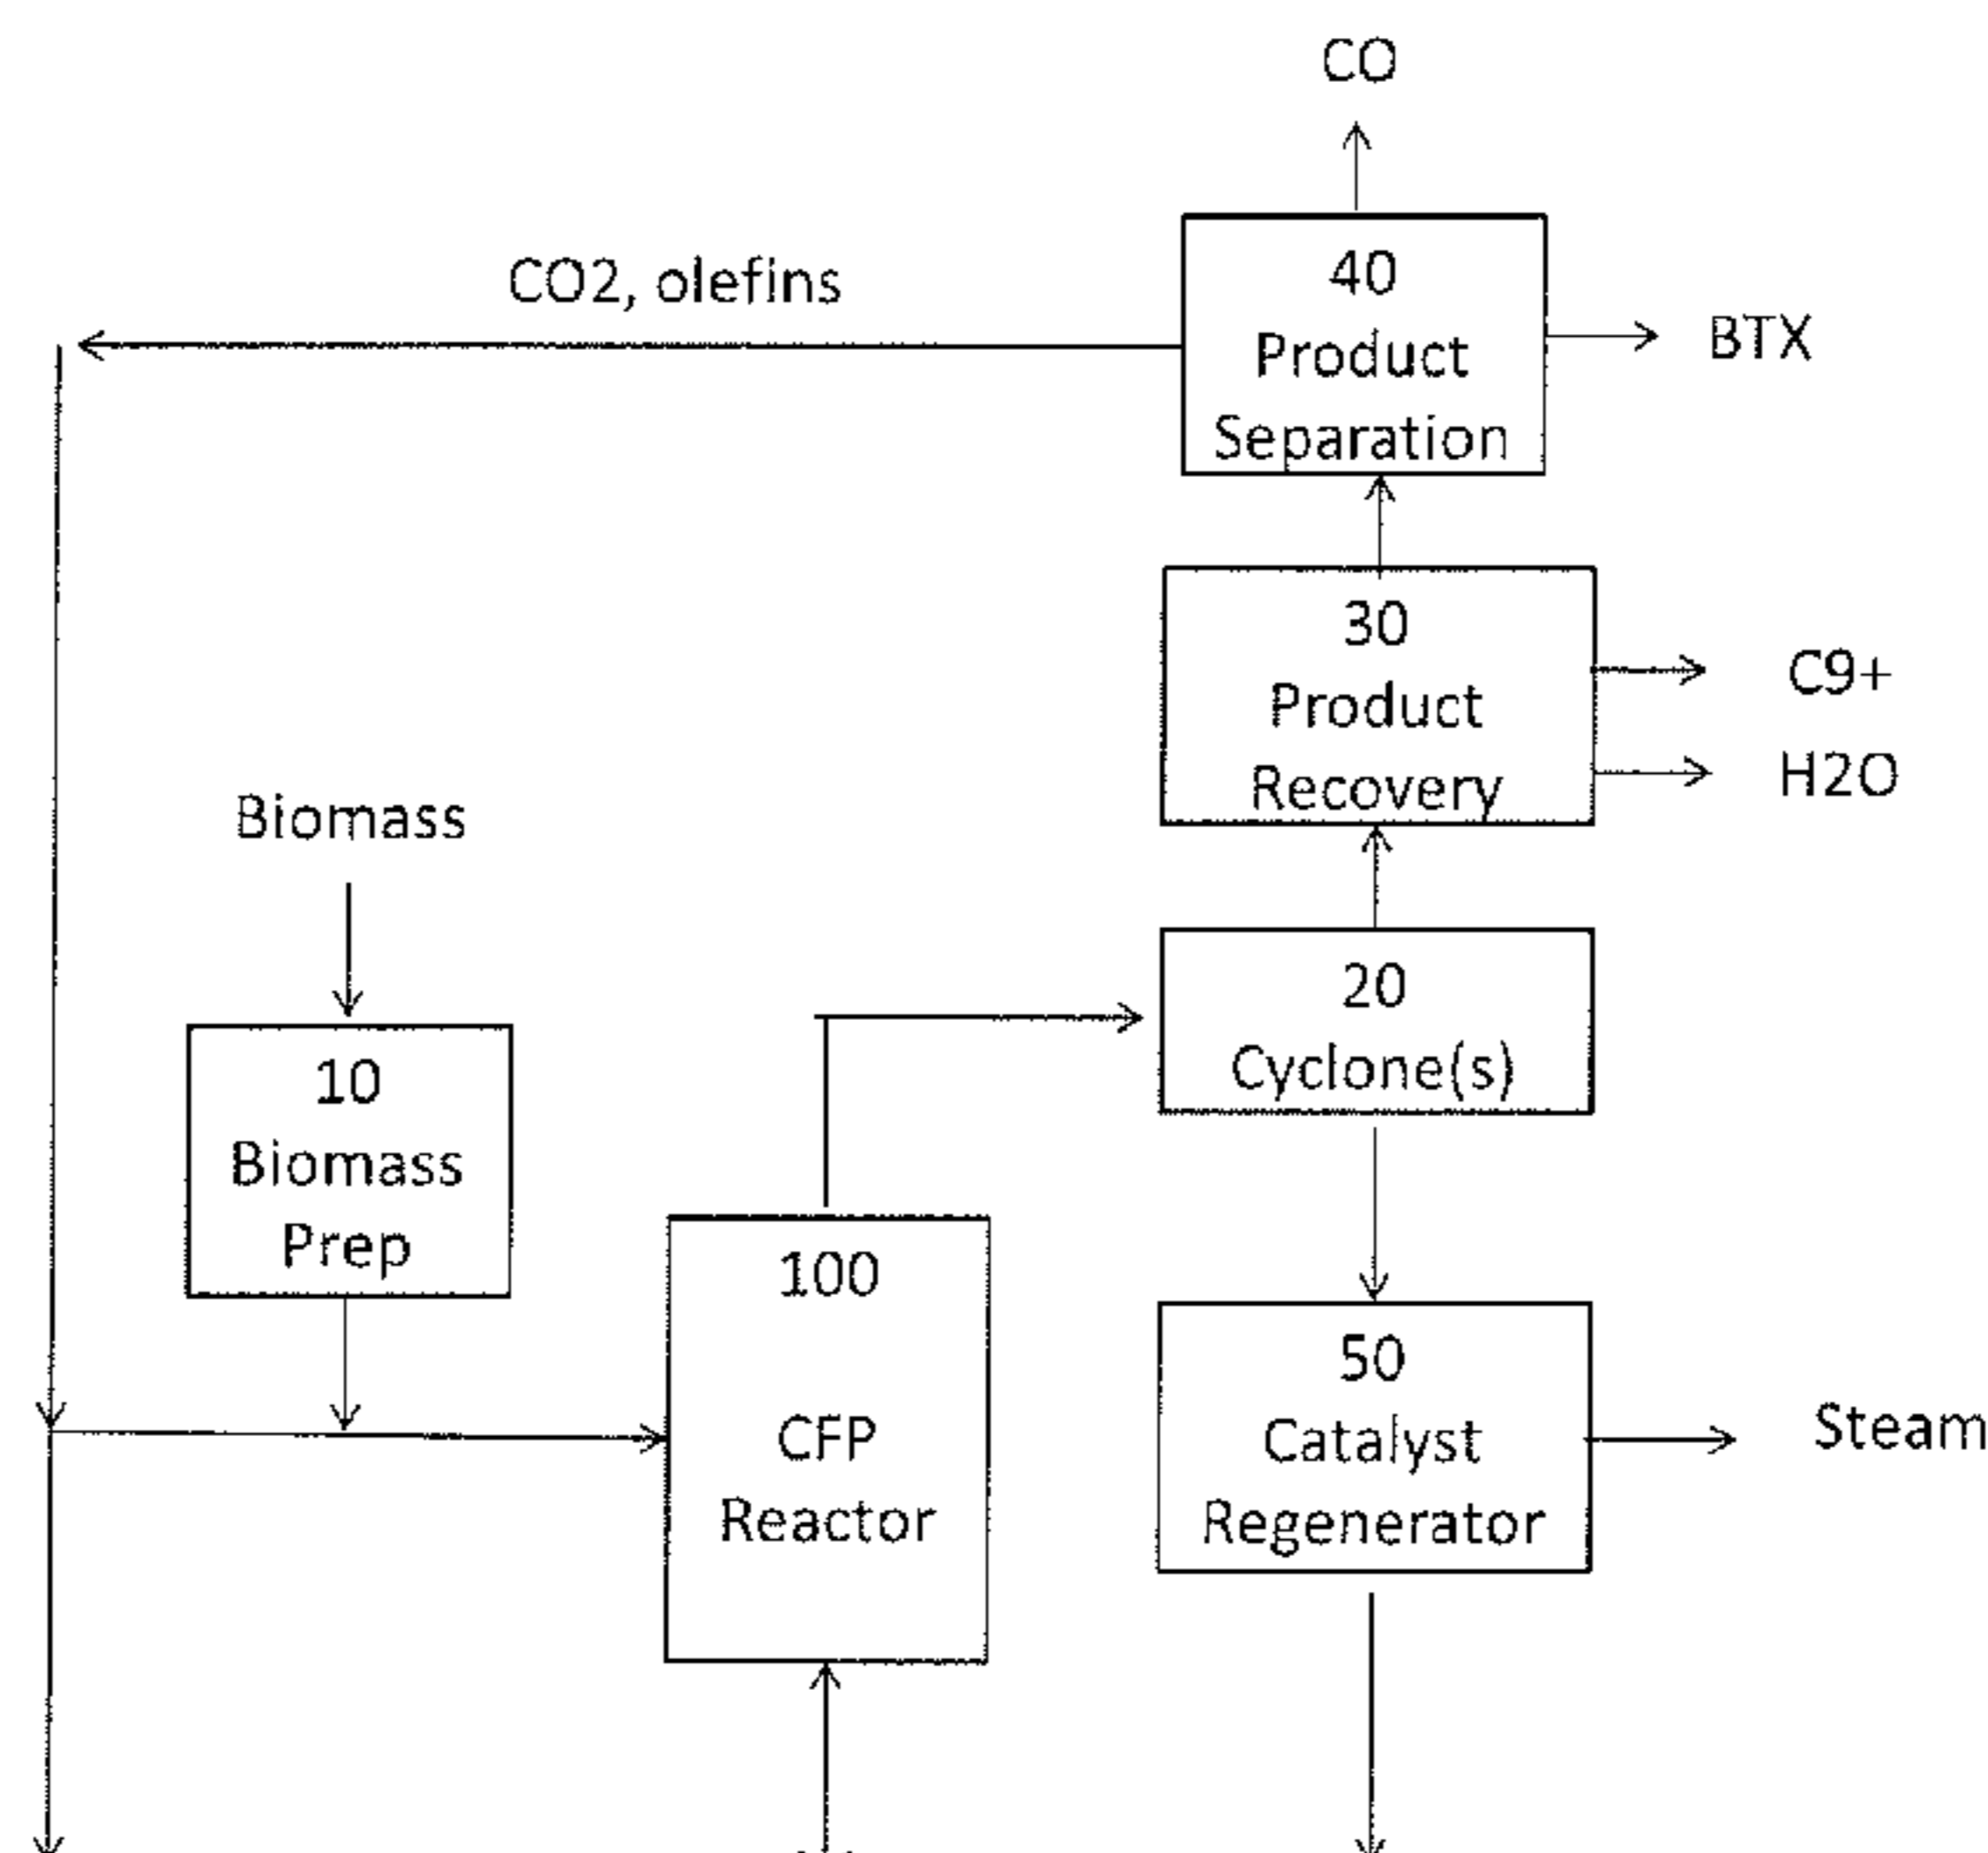 CO
40
Product
Separation
CO2, olefins
BTX
30
Product
Recovery
C9+
H2O
Biomass
20
Cyclone(s)
10
Biomass
Prep
100
CFP
Reactor
50
Catalyst
Regenerator
Steam